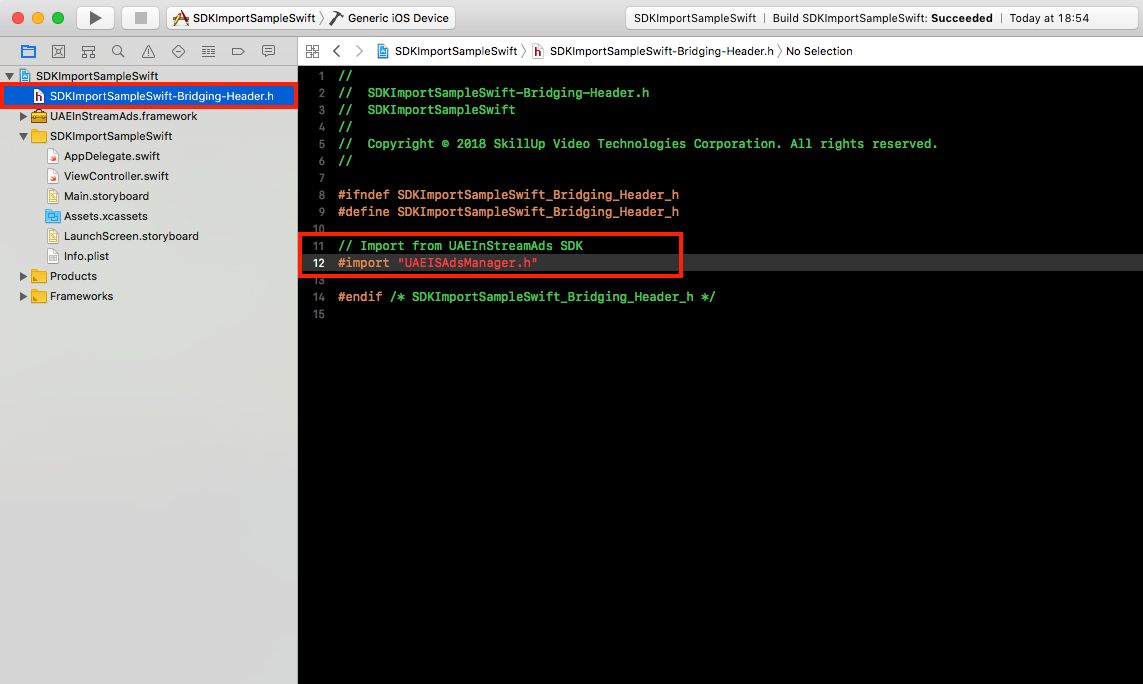 SDKImportSampleSwift Generic iOS Device
SDKImportSampleSwift | Build SDKImportSampleSwift: Succeeded | Today at 18:54
SDKImportSampleSwift SDKImportSampleSwift-Bridging-Header.h No Selection
SDKImportSampleSwift
SDKImportSampleSwift-Bridging-Header.h
UAEInStreamAds.framework
SDKImportSampleSwift
AppDelegate.swift
ViewController.swift
Main.storyboard
Assets.xcassets
LaunchScreen.storyboard
Info.plist
Products
Frameworks
1 //
2 //  SDKImportSampleSwift-Bridging-Header.h
3 //  SDKImportSampleSwift
4 //
5 //  Copyright © 2018 SkillUp Video Technologies Corporation. All rights reserved.
6 //
7
8 #ifndef SDKImportSampleSwift_Bridging_Header_h
9 #define SDKImportSampleSwift_Bridging_Header_h
10
11 // Import from UAEInStreamAds SDK
12 #import "UAEISAdsManager.h"
13
14 #endif /* SDKImportSampleSwift_Bridging_Header_h */
15